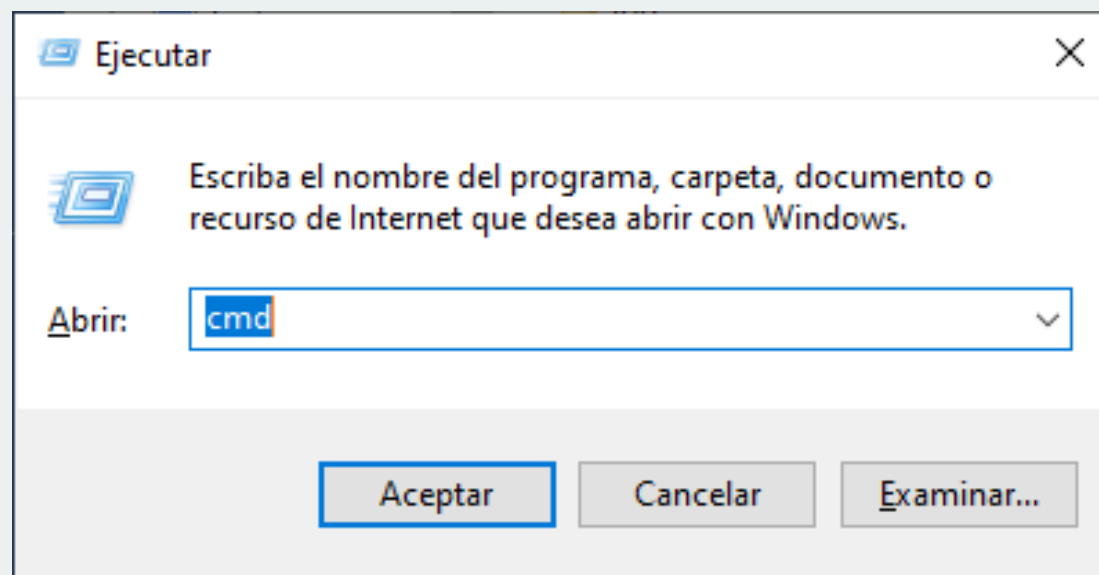 Ejecutar
Escriba el nombre del programa, carpeta, documento o
recurso de Internet que desea abrir con Windows.
Abrir: cmd
Aceptar Cancelar Examinar...